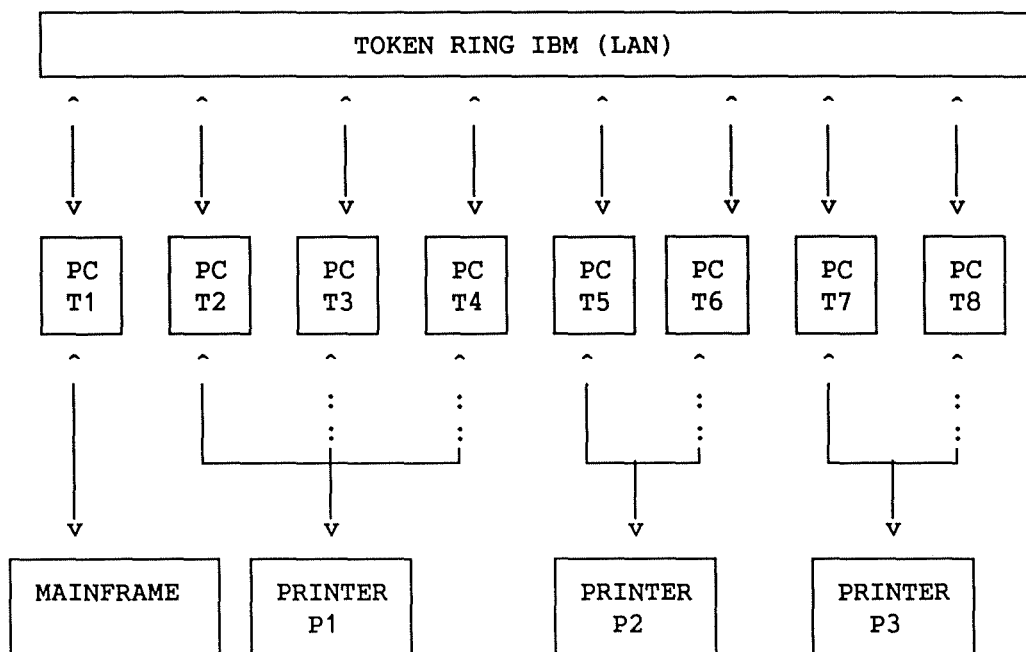 TOKEN RING IBM (LAN)
PC PC PC PC PC PC PC PC
T1 T2 T3 T4 T5 T6 T7 T8
MAINFRAME PRINTER PRINTER PRINTER
P1 P2 P3